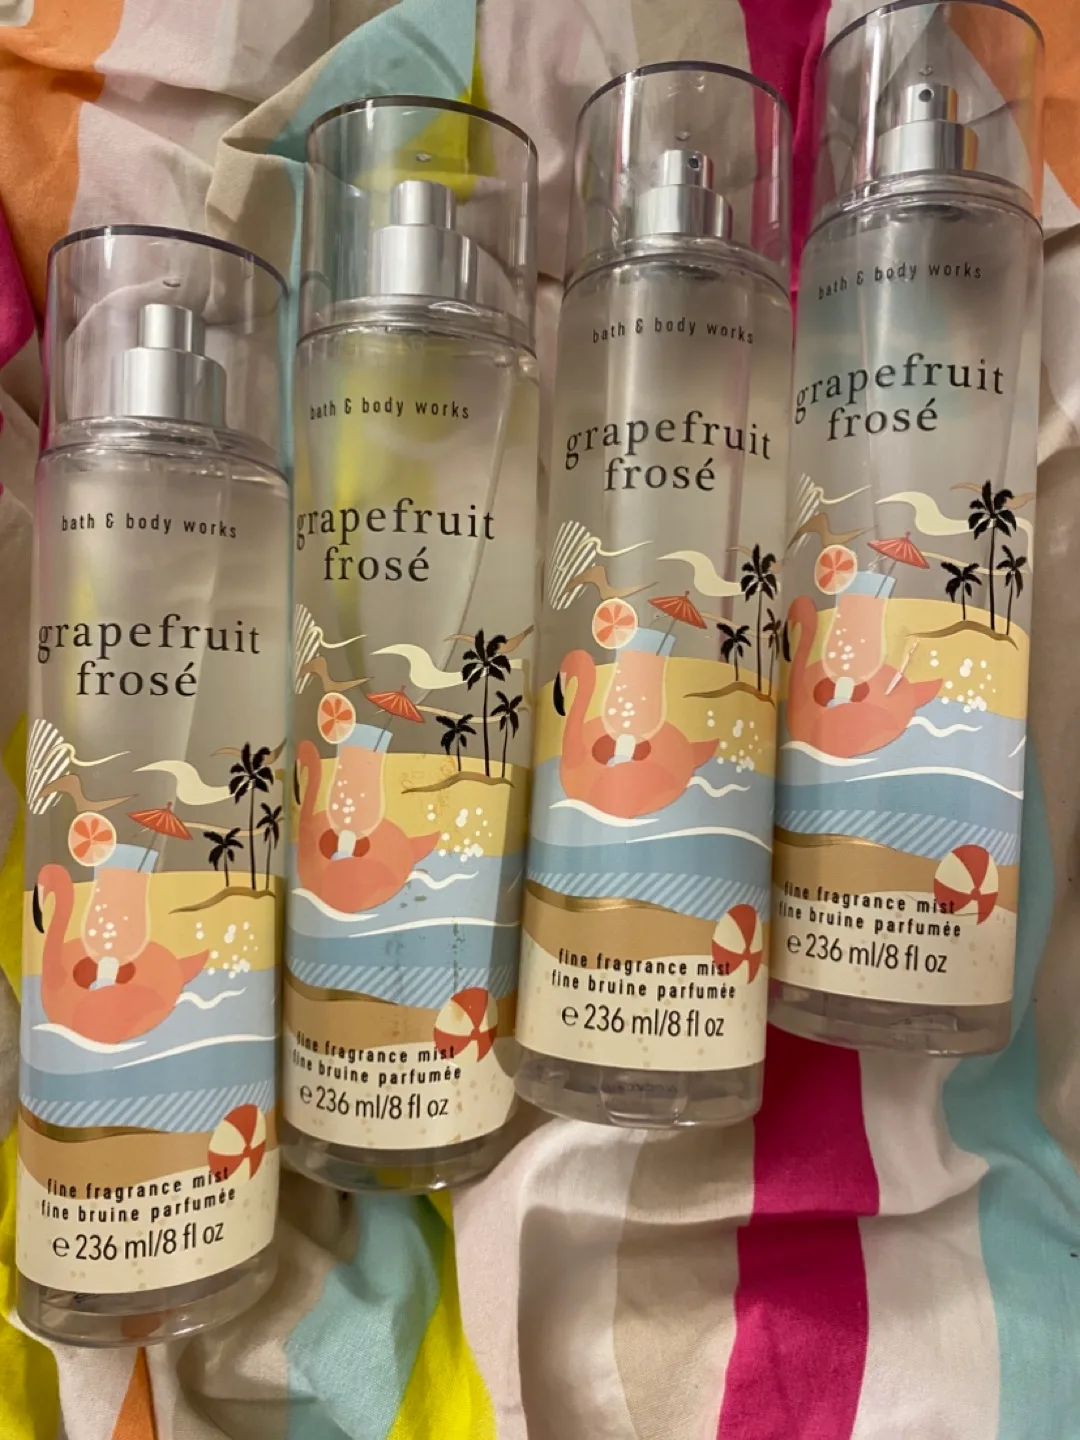 bath & body works
grapefruit
frosé
fine fragrance mist
fine bruine parfumée
℮ 236 ml/8 fl oz
bath & body works
grapefruit
frosé
fine fragrance mist
fine bruine parfumée
℮ 236 ml/8 fl oz
bath & body works
grapefruit
frosé
fine fragrance mist
fine bruine parfumée
℮ 236 ml/8 fl oz
bath & body works
grapefruit
frosé
fine fragrance mist
fine bruine parfumée
℮ 236 ml/8 fl oz